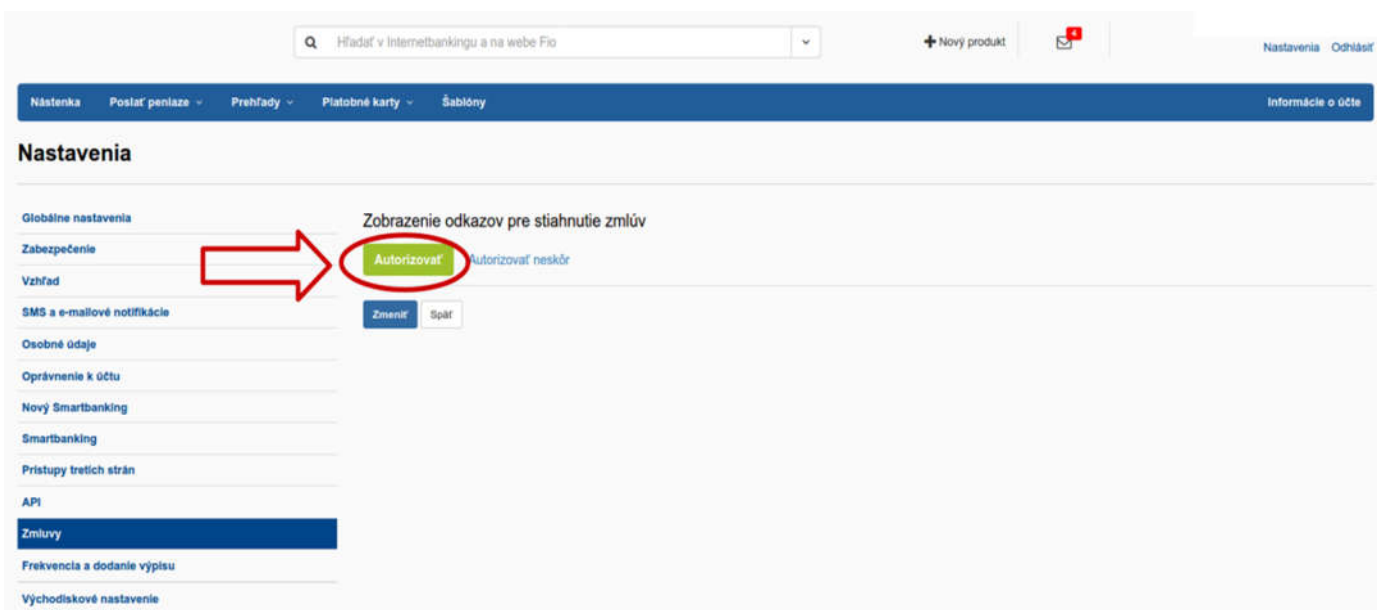 Hľadať v Internetbankingu a na webe Fio
Nový produkt
4
Nastavenia Odhlásiť
Nástenka Poslať peniaze Prehľady Platobné karty Šablóny Informácie o účte
Nastavenia
Globálne nastavenia
Zobrazenie odkazov pre stiahnutie zmlúv
Zabezpečenie
Autorizovať Autorizovať neskôr
Vzhľad
SMS a e-mailové notifikácie
Zmeniť Späť
Osobné údaje
Oprávnenie k účtu
Nový Smartbanking
Smartbanking
Prístupy tretích strán
API
Zmluvy
Frekvencia a dodanie výpisu
Východiskové nastavenie